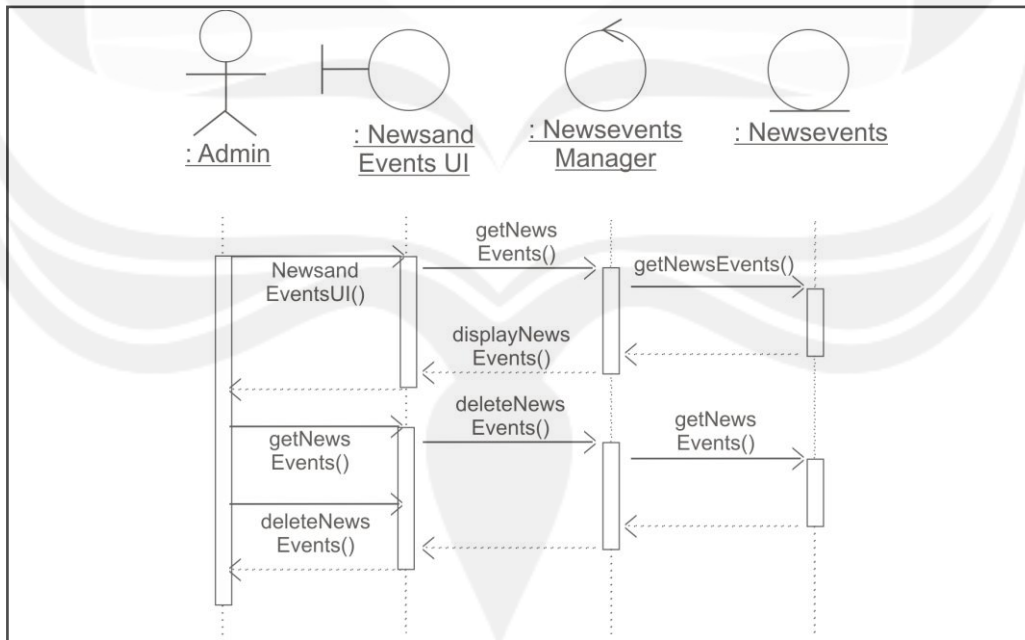 : Admin
: Newsand
Events UI
: Newsevents
Manager
: Newsevents
Newsand
EventsUI()
getNews
Events()
getNewsEvents()
displayNews
Events()
getNews
Events()
deleteNews
Events()
getNews
Events()
deleteNews
Events()